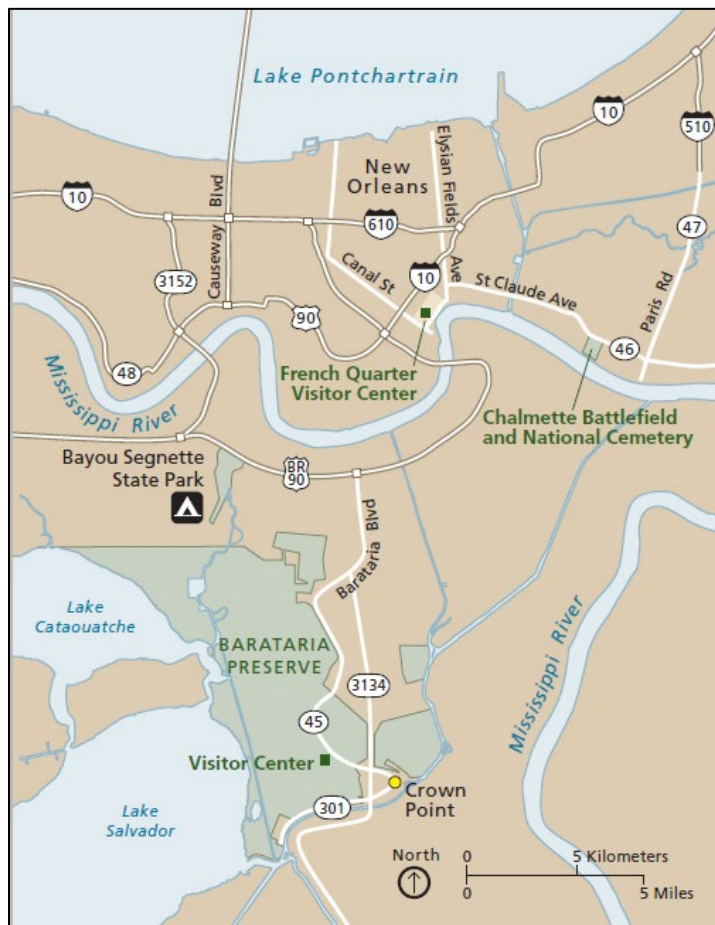 Lake Pontchartrain
10
510
New
Orleans
Elysian Fields
Ave
10
Causeway Blvd
610
47
3152
Canal St
10
St Claude Ave
Paris Rd
90
46
48
French Quarter
Visitor Center
Mississippi River
Chalmette Battlefield
and National Cemetery
Bayou Segnette
State Park
BR
90
Barataria Blvd
Lake
Cataouatche
BARATARIA
PRESERVE
Mississippi River
3134
45
Visitor Center
Crown
Point
301
Lake
Salvador
North
0
5 Kilometers
0
5 Miles